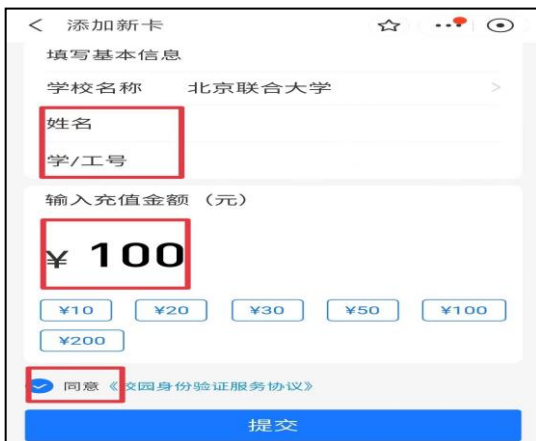 添加新卡
填写基本信息
学校名称 北京联合大学
姓名
学/工号
输入充值金额（元）
¥ 100
¥10 ¥20 ¥30 ¥50 ¥100
¥200
同意《校园身份验证服务协议》
提交